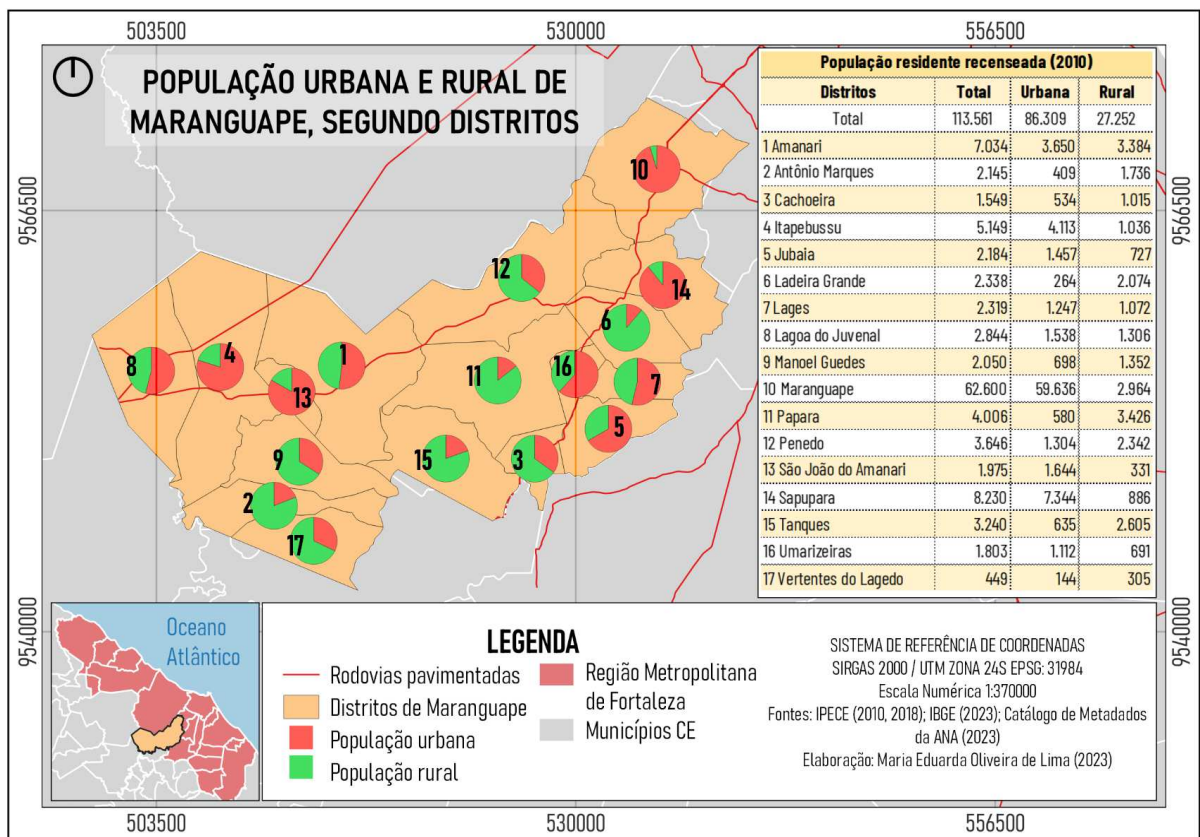 503500 530000 556500
POPULAÇÃO URBANA E RURAL DE
MARANGUAPE, SEGUNDO DISTRITOS
População residente recenseada (2010)
Distritos Total Urbana Rural
Total 113.561 86.309 27.252
1 Amanari 7.034 3.650 3.384
2 Antônio Marques 2.145 409 1.736
3 Cachoeira 1.549 534 1.015
4 Itapebussu 5.149 4.113 1.036
5 Jubaia 2.184 1.457 727
6 Ladeira Grande 2.338 264 2.074
7 Lages 2.319 1.247 1.072
8 Lagoa do Juvenal 2.844 1.538 1.306
9 Manoel Guedes 2.050 698 1.352
10 Maranguape 62.600 59.636 2.964
11 Papara 4.006 580 3.426
12 Penedo 3.646 1.304 2.342
13 São João do Amanari 1.975 1.644 331
14 Sapupara 8.230 7.344 886
15 Tanques 3.240 635 2.605
16 Umarizeiras 1.803 1.112 691
17 Vertentes do Lagedo 449 144 305
9566500
9566500
10
12
14
6
8
4
1
13
11
16
7
5
9
15
3
2
17
9540000
9540000
Oceano
Atlântico
LEGENDA
Rodovias pavimentadas
Distritos de Maranguape
População urbana
População rural
Região Metropolitana
de Fortaleza
Municípios CE
SISTEMA DE REFERÊNCIA DE COORDENADAS
SIRGAS 2000 / UTM ZONA 24S EPSG: 31984
Escala Numérica 1:370000
Fontes: IPECE (2010, 2018); IBGE (2023); Catálogo de Metadados
da ANA (2023)
Elaboração: Maria Eduarda Oliveira de Lima (2023)
503500 530000 556500